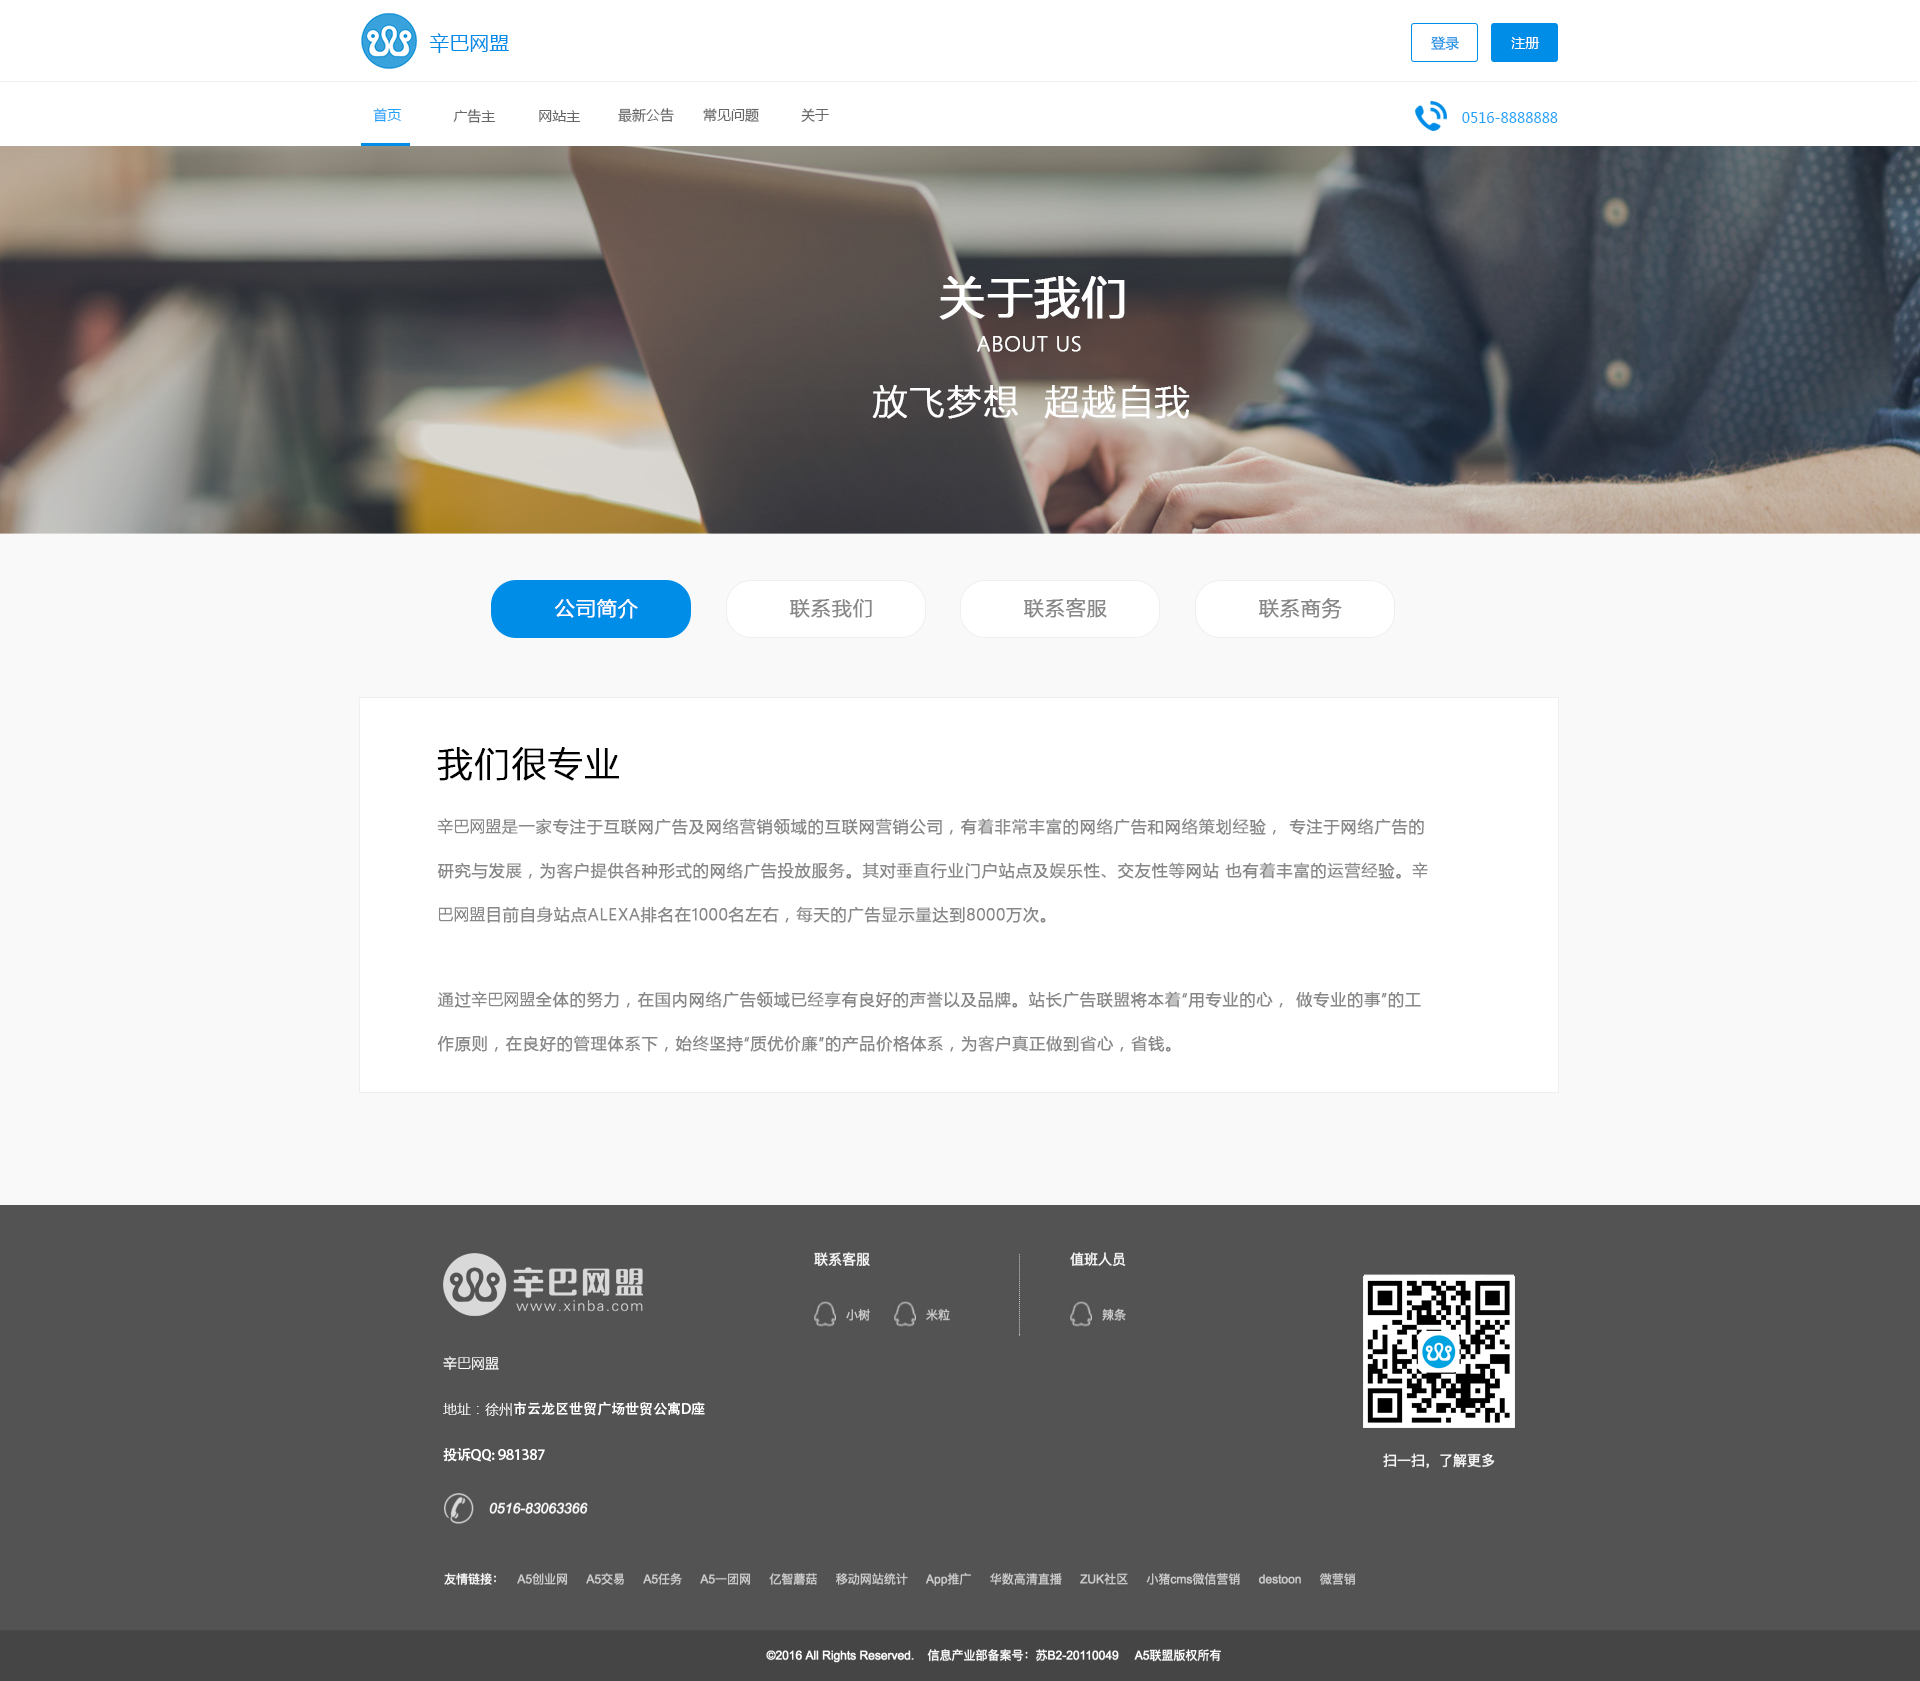 辛巴网盟
登录 注册
首页 广告主 网站主 最新公告 常见问题 关于
0516-8888888
关于我们
ABOUT US
放飞梦想 超越自我
公司简介 联系我们 联系客服 联系商务
我们很专业
辛巴网盟是一家专注于互联网广告及网络营销领域的互联网营销公司，有着非常丰富的网络广告和网络策划经验， 专注于网络广告的
研究与发展，为客户提供各种形式的网络广告投放服务。其对垂直行业门户站点及娱乐性、交友性等网站 也有着丰富的运营经验。辛
巴网盟目前自身站点ALEXA排名在1000名左右，每天的广告显示量达到8000万次。
通过辛巴网盟全体的努力，在国内网络广告领域已经享有良好的声誉以及品牌。站长广告联盟将本着“用专业的心， 做专业的事”的工
作原则，在良好的管理体系下，始终坚持“质优价廉”的产品价格体系，为客户真正做到省心，省钱。
辛巴网盟
www.xinba.com
联系客服
小树 米粒
值班人员
辣条
辛巴网盟
地址：徐州市云龙区世贸广场世贸公寓D座
投诉QQ: 981387
0516-83063366
扫一扫，了解更多
友情链接： A5创业网 A5交易 A5任务 A5一团网 亿智蘑菇 移动网站统计 App推广 华数高清直播 ZUK社区 小猪cms微信营销 destoon 微营销
©2016 All Rights Reserved. 信息产业部备案号：苏B2-20110049 A5联盟版权所有